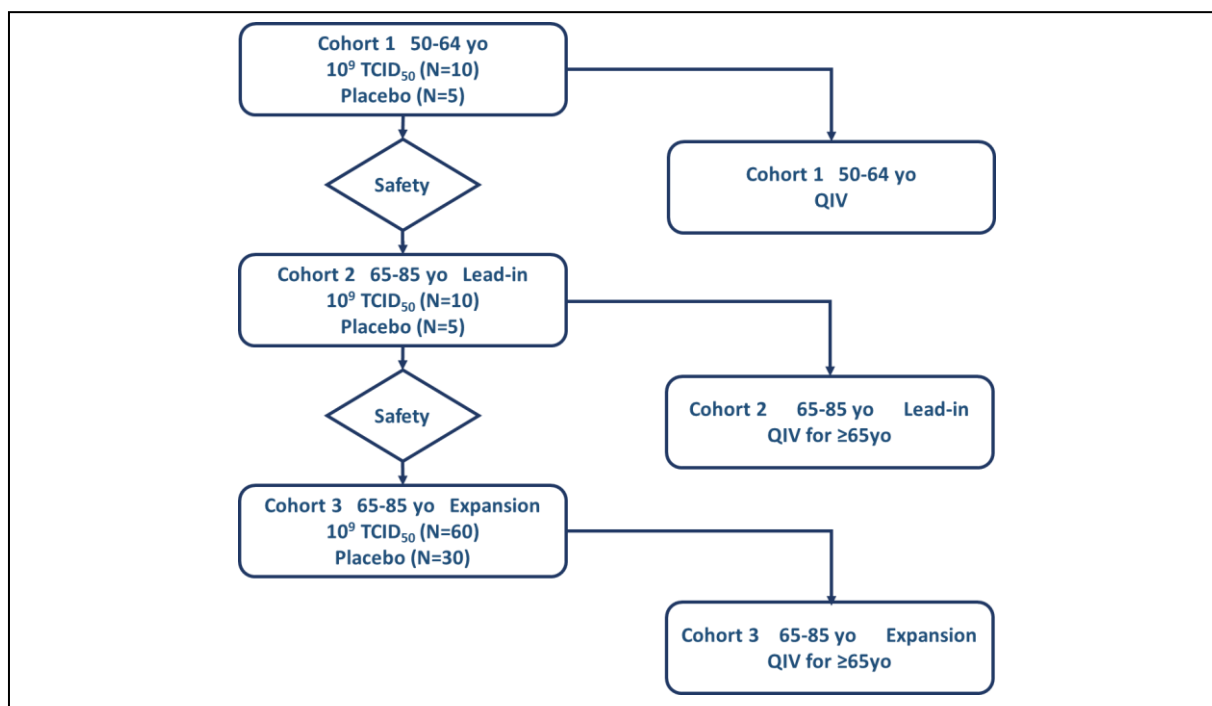 Cohort 1 50-64 yo
10⁹ TCID₅₀ (N=10)
Placebo (N=5)
Cohort 1 50-64 yo
QIV
Safety
Cohort 2 65-85 yo Lead-in
10⁹ TCID₅₀ (N=10)
Placebo (N=5)
Cohort 2 65-85 yo Lead-in
QIV for ≥65yo
Safety
Cohort 3 65-85 yo Expansion
10⁹ TCID₅₀ (N=60)
Placebo (N=30)
Cohort 3 65-85 yo Expansion
QIV for ≥65yo